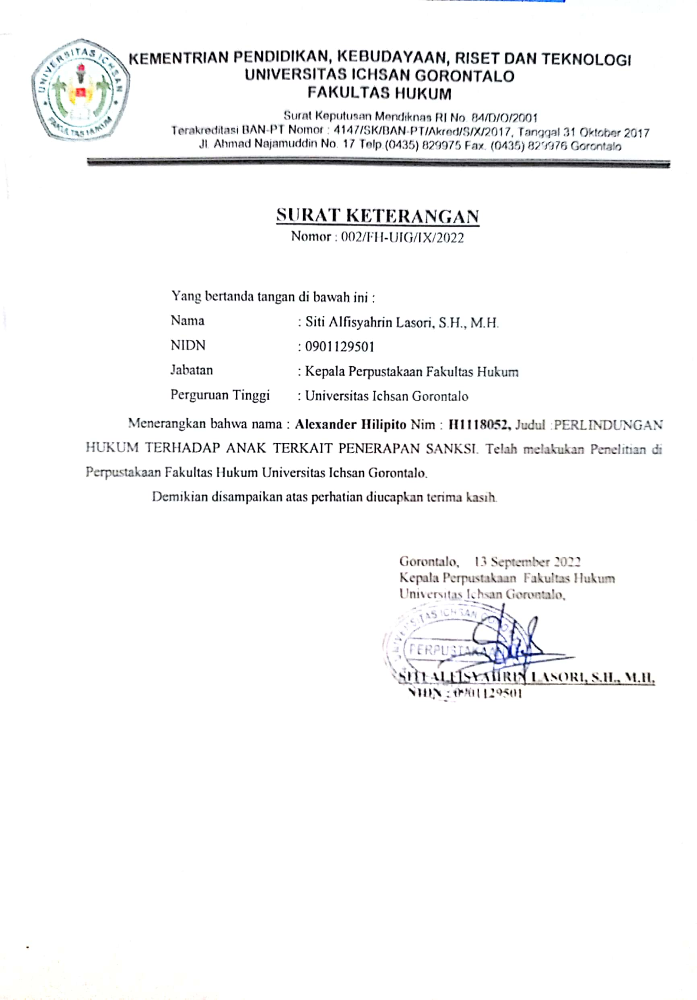 UNIVERSITAS ICHSAN
FAKULTAS HUKUM
KEMENTRIAN PENDIDIKAN, KEBUDAYAAN, RISET DAN TEKNOLOGI
UNIVERSITAS ICHSAN GORONTALO
FAKULTAS HUKUM
Surat Keputusan Mendiknas RI No. 84/D/O/2001
Terakreditasi BAN-PT Nomor : 4147/SK/BAN-PT/Akred/S/X/2017, Tanggal 31 Oktober 2017
Jl. Ahmad Najamuddin No. 17 Telp.(0435) 829975 Fax. (0435) 829976 Gorontalo
SURAT KETERANGAN
Nomor : 002/FH-UIG/IX/2022
Yang bertanda tangan di bawah ini :
Nama : Siti Alfisyahrin Lasori, S.H., M.H.
NIDN : 0901129501
Jabatan : Kepala Perpustakaan Fakultas Hukum
Perguruan Tinggi : Universitas Ichsan Gorontalo
Menerangkan bahwa nama : Alexander Hilipito Nim : H1118052, Judul :PERLINDUNGAN
HUKUM TERHADAP ANAK TERKAIT PENERAPAN SANKSI. Telah melakukan Penelitian di
Perpustakaan Fakultas Hukum Universitas Ichsan Gorontalo.
Demikian disampaikan atas perhatian diucapkan terima kasih.
Gorontalo, 13 September 2022
Kepala Perpustakaan Fakultas Hukum
Universitas Ichsan Gorontalo,
UNIVERSITAS ICHSAN
PERPUSTAKAAN
SITI ALFISYAHRIN LASORI, S.H., M.H.
NIDN : 0901129501